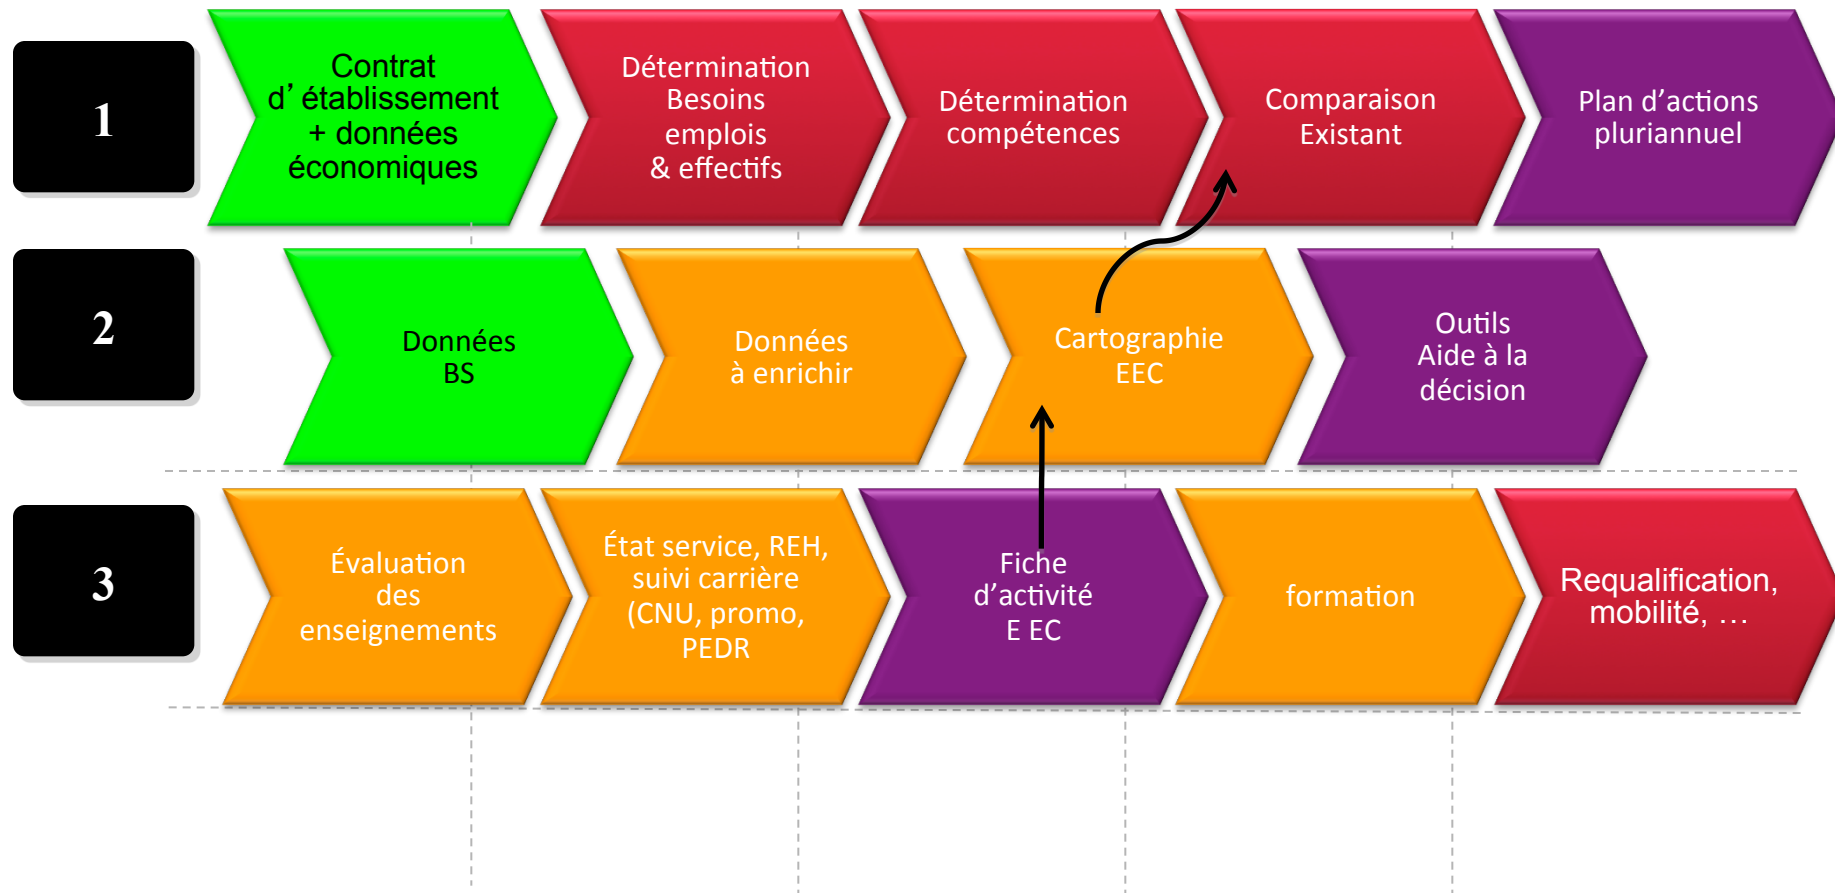 1
Contrat
d’ établissement
+ données
économiques
Détermination
Besoins
emplois
& effectifs
Détermination
compétences
Comparaison
Existant
Plan d’actions
pluriannuel
2
Données
BS
Données
à enrichir
Cartographie
EEC
Outils
Aide à la
décision
3
Évaluation
des
enseignements
État service, REH,
suivi carrière
(CNU, promo,
PEDR
Fiche
d’activité
E EC
formation
Requalification,
mobilité, …